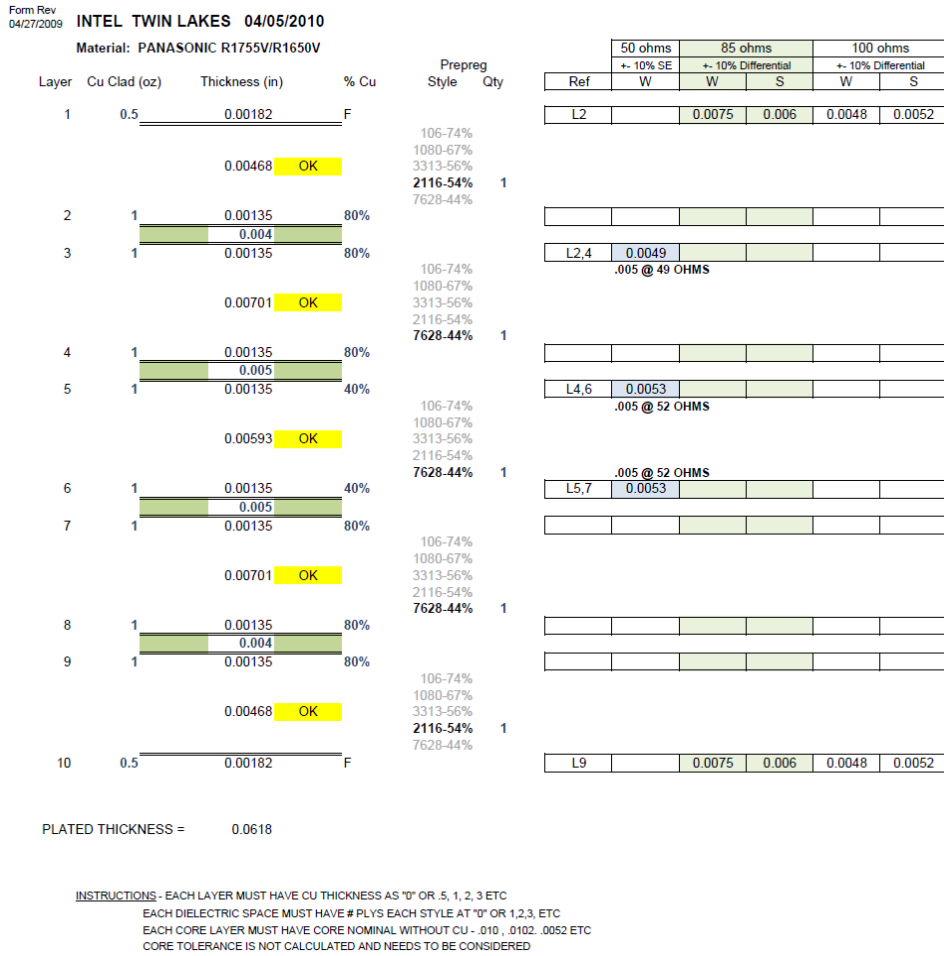 Form Rev
04/27/2009 INTEL TWIN LAKES 04/05/2010
Material: PANASONIC R1755V/R1650V
50 ohms 85 ohms 100 ohms
Prepreg +- 10% SE +- 10% Differential +- 10% Differential
Layer Cu Clad (oz) Thickness (in) % Cu Style Qty Ref W W S W S
1 0.5 0.00182 F L2 0.0075 0.006 0.0048 0.0052
106-74%
1080-67%
0.00468 OK 3313-56%
2116-54% 1
7628-44%
2 1 0.00135 80%
0.004
3 1 0.00135 80% L2,4 0.0049
106-74% .005 @ 49 OHMS
1080-67%
0.00701 OK 3313-56%
2116-54%
7628-44% 1
4 1 0.00135 80%
0.005
5 1 0.00135 40% L4,6 0.0053
106-74% .005 @ 52 OHMS
1080-67%
0.00593 OK 3313-56%
2116-54%
7628-44% 1 .005 @ 52 OHMS
6 1 0.00135 40% L5,7 0.0053
0.005
7 1 0.00135 80%
106-74%
1080-67%
0.00701 OK 3313-56%
2116-54%
7628-44% 1
8 1 0.00135 80%
0.004
9 1 0.00135 80%
106-74%
1080-67%
0.00468 OK 3313-56%
2116-54% 1
7628-44%
10 0.5 0.00182 F L9 0.0075 0.006 0.0048 0.0052
PLATED THICKNESS = 0.0618
INSTRUCTIONS - EACH LAYER MUST HAVE CU THICKNESS AS "0" OR .5, 1, 2, 3 ETC
EACH DIELECTRIC SPACE MUST HAVE # PLYS EACH STYLE AT "0" OR 1,2,3, ETC
EACH CORE LAYER MUST HAVE CORE NOMINAL WITHOUT CU - .010 , .0102. .0052 ETC
CORE TOLERANCE IS NOT CALCULATED AND NEEDS TO BE CONSIDERED